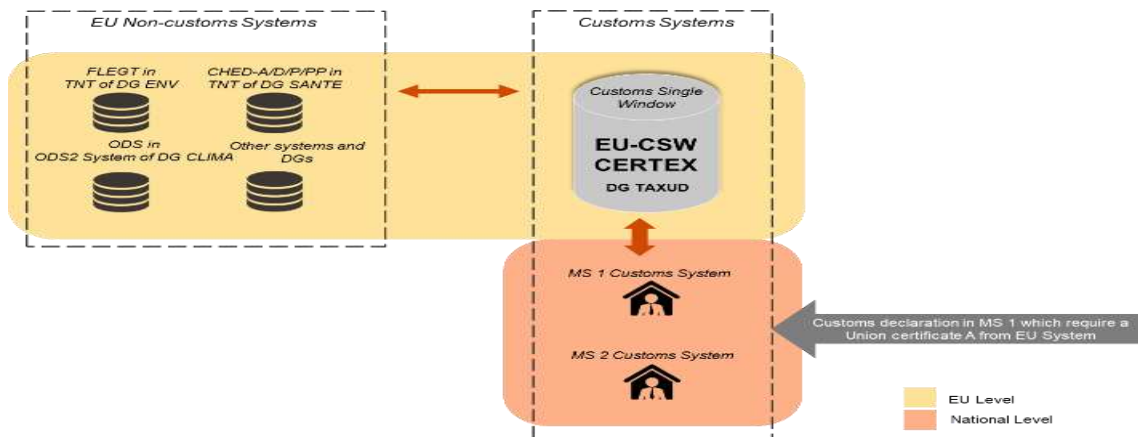 EU Non-customs Systems
Customs Systems
FLEGT in
TNT of DG ENV
CHED-A/D/P/PP in
TNT of DG SANTE
ODS in
ODS2 System of DG CLIMA
Other systems and
DGs
Customs Single
Window
EU-CSW
CERTEX
DG TAXUD
MS 1 Customs System
MS 2 Customs System
Customs declaration in MS 1 which require a
Union certificate A from EU System
EU Level
National Level